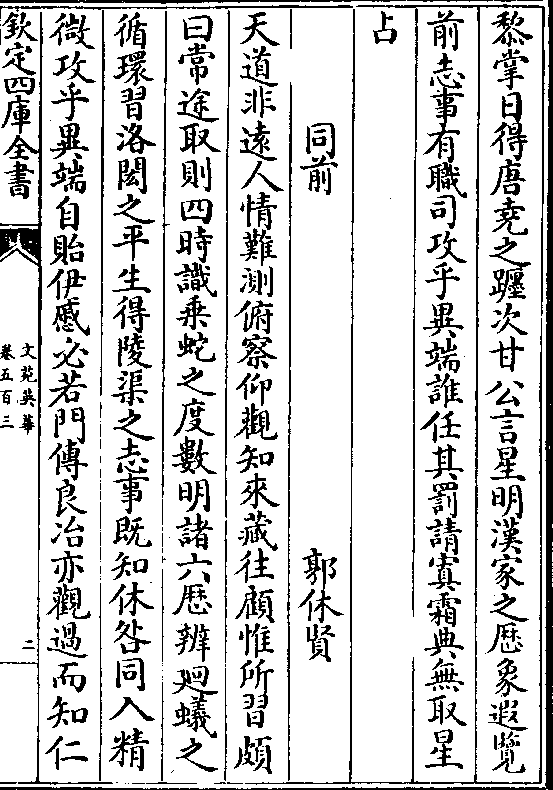 黎掌日得唐堯之躔次甘公言星明漢家之厯象遐覽
前志事有職司攻乎異端誰任其罰請寘霜典無取星
占
同前 郭休賢
天道非遠人情難測俯察仰觀知來藏往顧惟所習頗
曰常途取則四時識乗蛇之度數明諸六厯辨廻蟻之
循環習洛閎之平生得陵渠之志事既知休咎同入精
微攻乎異端自貽伊慼必若門傳良冶亦觀過而知仁
欽定四庫全書
文苑英華
卷五百三
二